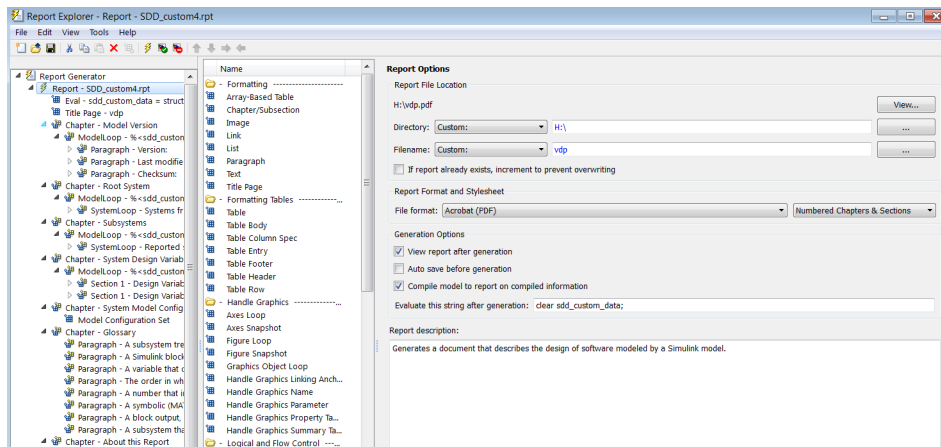 Report Explorer - Report - SDD_custom4.rpt
File Edit View Tools Help
Report Generator
Report - SDD_custom4.rpt
Eval - sdd_custom_data = struct
Title Page - vdp
Chapter - Model Version
ModelLoop - %<sdd_custon
Paragraph - Version:
Paragraph - Last modifie
Paragraph - Checksum:
Chapter - Root System
ModelLoop - %<sdd_custon
SystemLoop - Systems fr
Chapter - Subsystems
ModelLoop - %<sdd_custon
SystemLoop - Reported s
Chapter - System Design Variab
ModelLoop - %<sdd_custon
Section 1 - Design Variab
Section 1 - Design Variab
Chapter - System Model Config
Model Configuration Set
Chapter - Glossary
Paragraph - A subsystem tre
Paragraph - A Simulink block
Paragraph - A variable that
Paragraph - The order in wh
Paragraph - A number that i
Paragraph - A symbolic (MA
Paragraph - A block output,
Paragraph - A subsystem tha
Chapter - About this Report
Name
- Formatting ----------------------
Array-Based Table
Chapter/Subsection
Image
Link
List
Paragraph
Text
Title Page
- Formatting Tables -------------...
Table
Table Body
Table Column Spec
Table Entry
Table Footer
Table Header
Table Row
- Handle Graphics -------------...
Axes Loop
Axes Snapshot
Figure Loop
Figure Snapshot
Graphics Object Loop
Handle Graphics Linking Anch...
Handle Graphics Name
Handle Graphics Parameter
Handle Graphics Property Ta...
Handle Graphics Summary Ta...
- Logical and Flow Control ---...
Report Options
Report File Location
H:\vdp.pdf View...
Directory: Custom: H:\ ...
Filename: Custom: vdp ...
If report already exists, increment to prevent overwriting
Report Format and Stylesheet
File format: Acrobat (PDF) Numbered Chapters & Sections
Generation Options
View report after generation
Auto save before generation
Compile model to report on compiled information
Evaluate this string after generation: clear sdd_custom_data;
Report description:
Generates a document that describes the design of software modeled by a Simulink model.